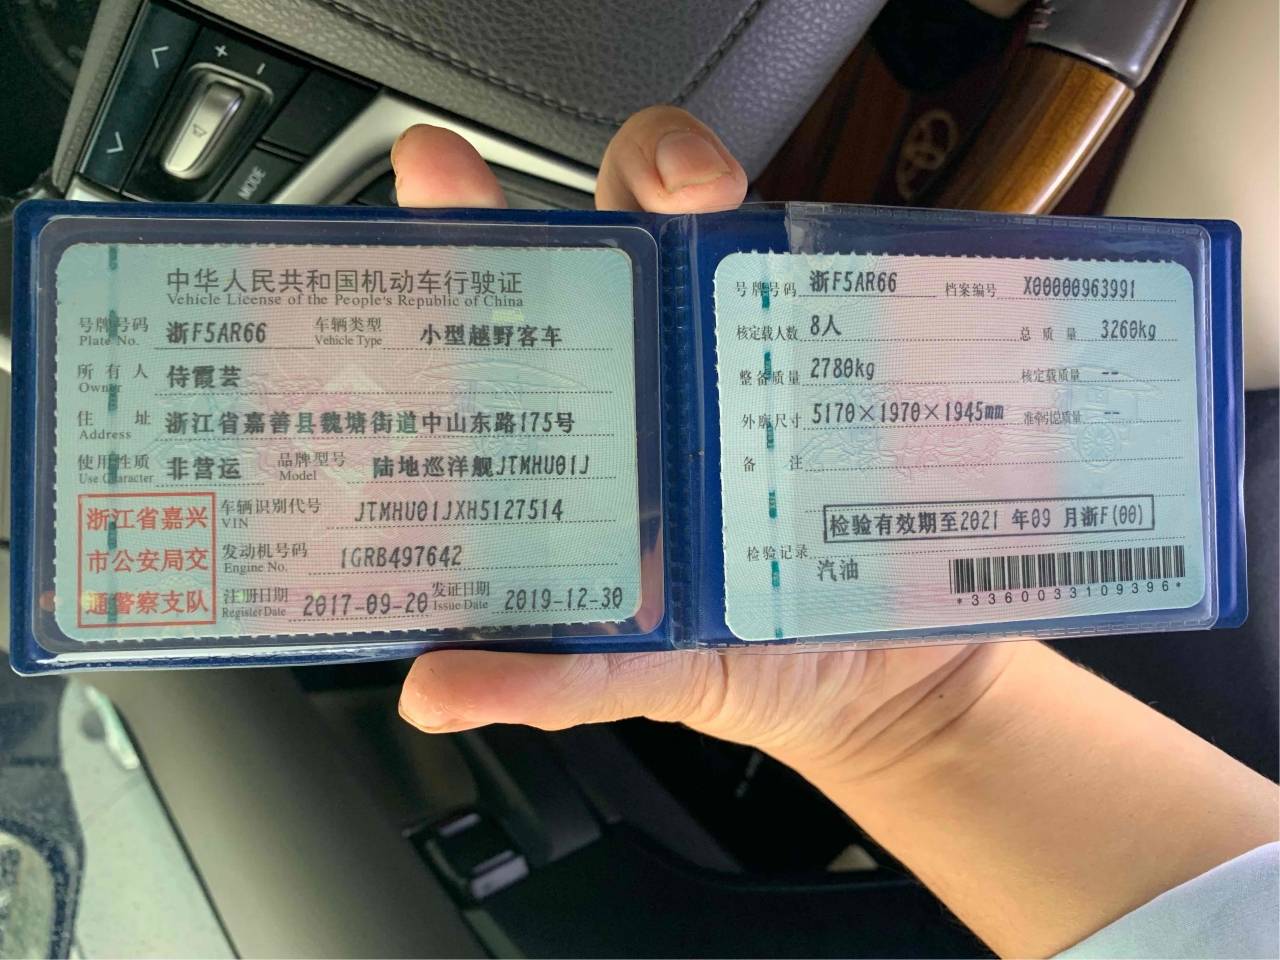 MODE
中华人民共和国机动车行驶证
Vehicle License of the People's Republic of China
号牌号码 浙F5AR66 车辆类型 小型越野客车
Plate No. Vehicle Type
所有人 侍霞芸
Owner
住址 浙江省嘉善县魏塘街道中山东路175号
Address
使用性质 非营运 品牌型号 陆地巡洋舰JTMHU01J
Use Character Model
浙江省嘉兴
市公安局交
通警察支队
车辆识别代号 JTMHU01JXH5127514
VIN
发动机号码 1GRB497642
Engine No.
注册日期 2017-09-20 发证日期 2019-12-30
Register Date Issue Date
号牌号码 浙F5AR66 档案编号 X00000963991
核定载人数 8人 总质量 3260kg
整备质量 2780kg 核定载质量 --
外廓尺寸 5170×1970×1945mm 准牵引总质量 --
备注
检验有效期至2021 年09 月浙F(00)
检验记录
汽油
*3360033109396*